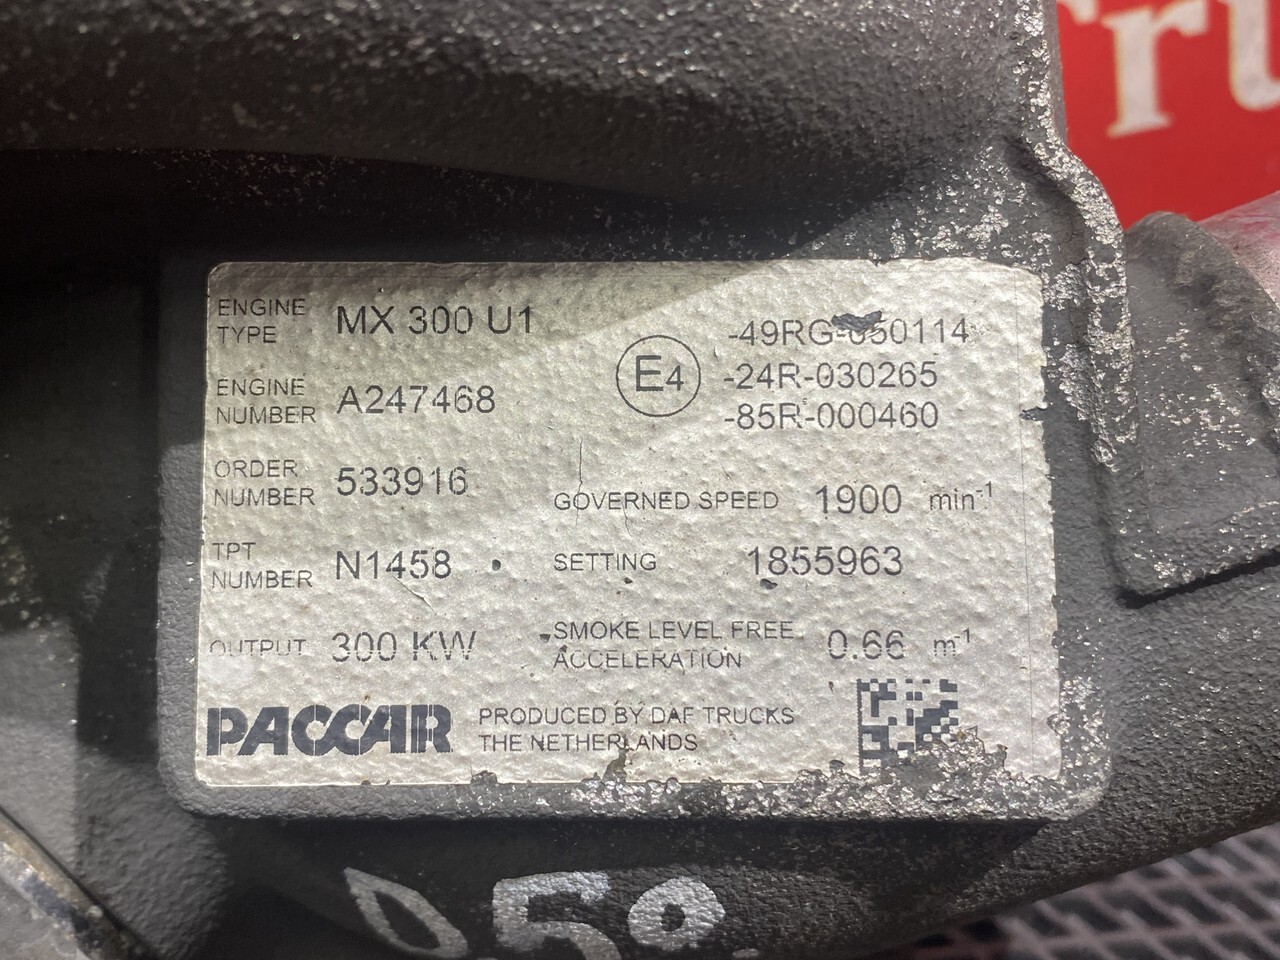 Tru
ENGINE TYPE MX 300 U1
ENGINE NUMBER A247468
ORDER NUMBER 533916
TPT NUMBER N1458
OUTPUT 300 KW
E4
-49RG-050114
-24R-030265
-85R-000460
GOVERNED SPEED 1900 min-1
SETTING 1855963
SMOKE LEVEL FREE ACCELERATION 0.66 m-1
PACCAR
PRODUCED BY DAF TRUCKS
THE NETHERLANDS